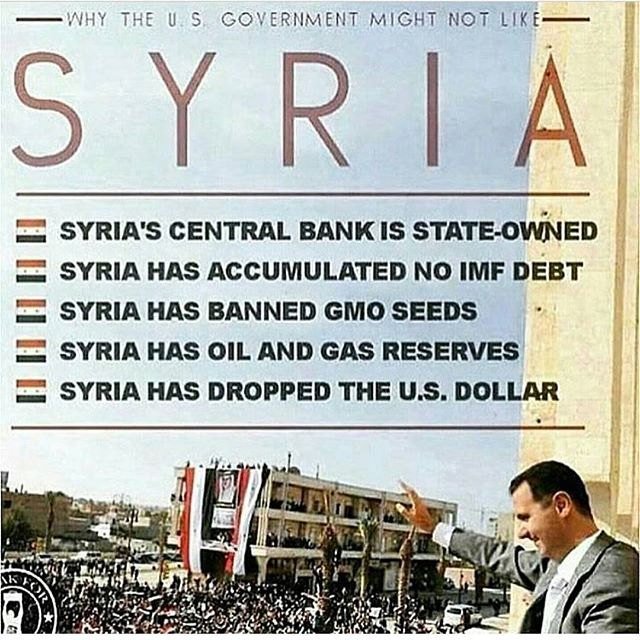 WHY THE U.S. GOVERNMENT MIGHT NOT LIKE
SYRIA
SYRIA'S CENTRAL BANK IS STATE-OWNED
SYRIA HAS ACCUMULATED NO IMF DEBT
SYRIA HAS BANNED GMO SEEDS
SYRIA HAS OIL AND GAS RESERVES
SYRIA HAS DROPPED THE U.S. DOLLAR